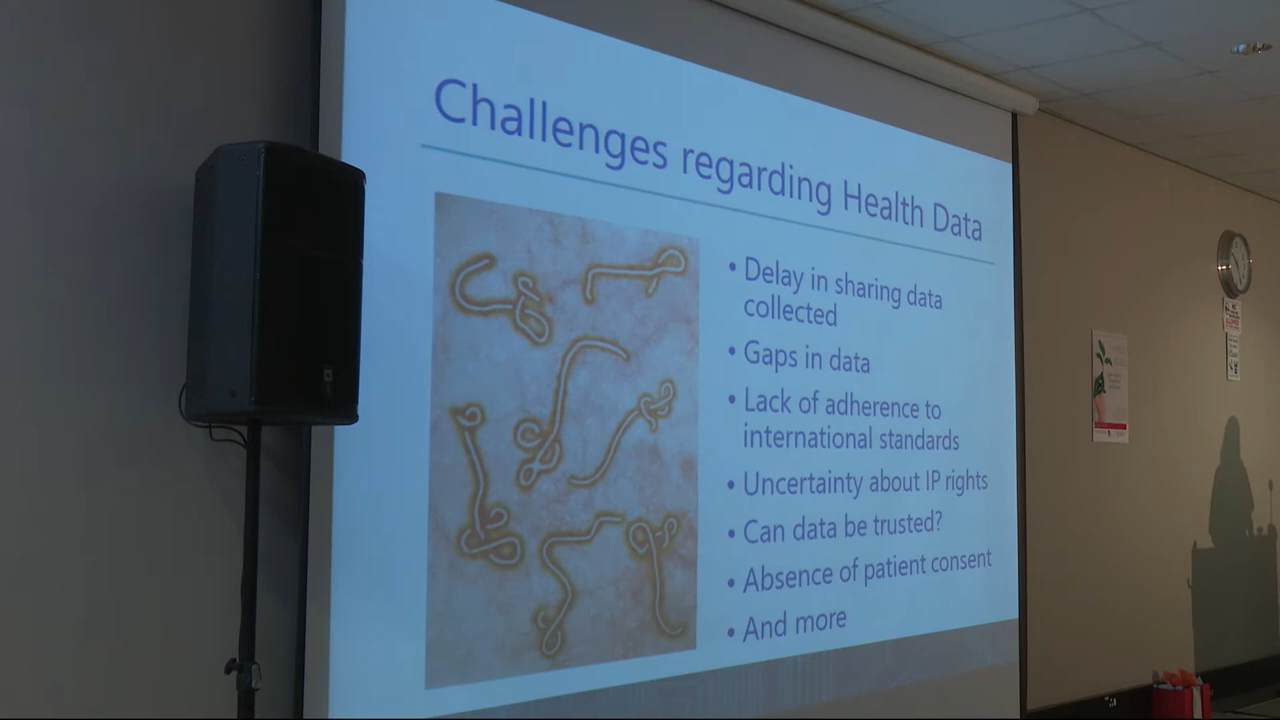 Challenges regarding Health Data
• Delay in sharing data
collected
• Gaps in data
• Lack of adherence to
international standards
• Uncertainty about IP rights
• Can data be trusted?
• Absence of patient consent
• And more